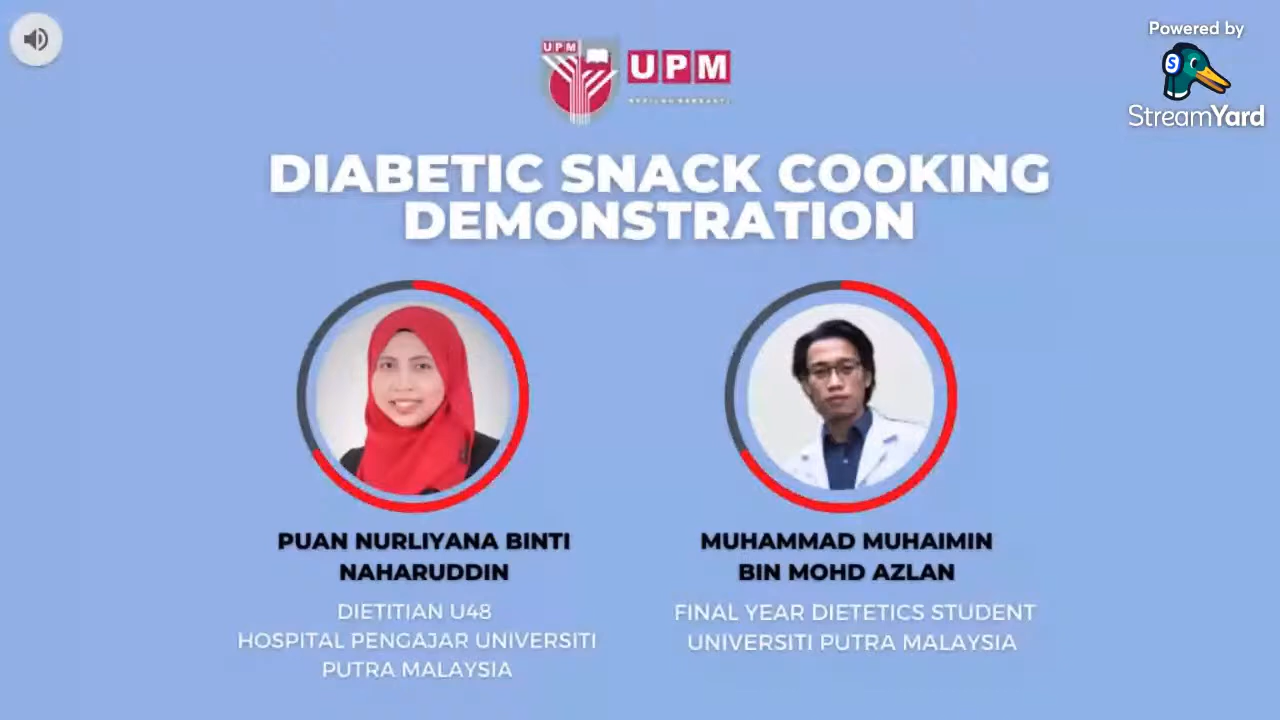 Powered by
S
StreamYard
UPM
UPM
DIABETIC SNACK COOKING
DEMONSTRATION
PUAN NURLIYANA BINTI
NAHARUDDIN
DIETITIAN U48
HOSPITAL PENGAJAR UNIVERSITI
PUTRA MALAYSIA
MUHAMMAD MUHAIMIN
BIN MOHD AZLAN
FINAL YEAR DIETETICS STUDENT
UNIVERSITI PUTRA MALAYSIA